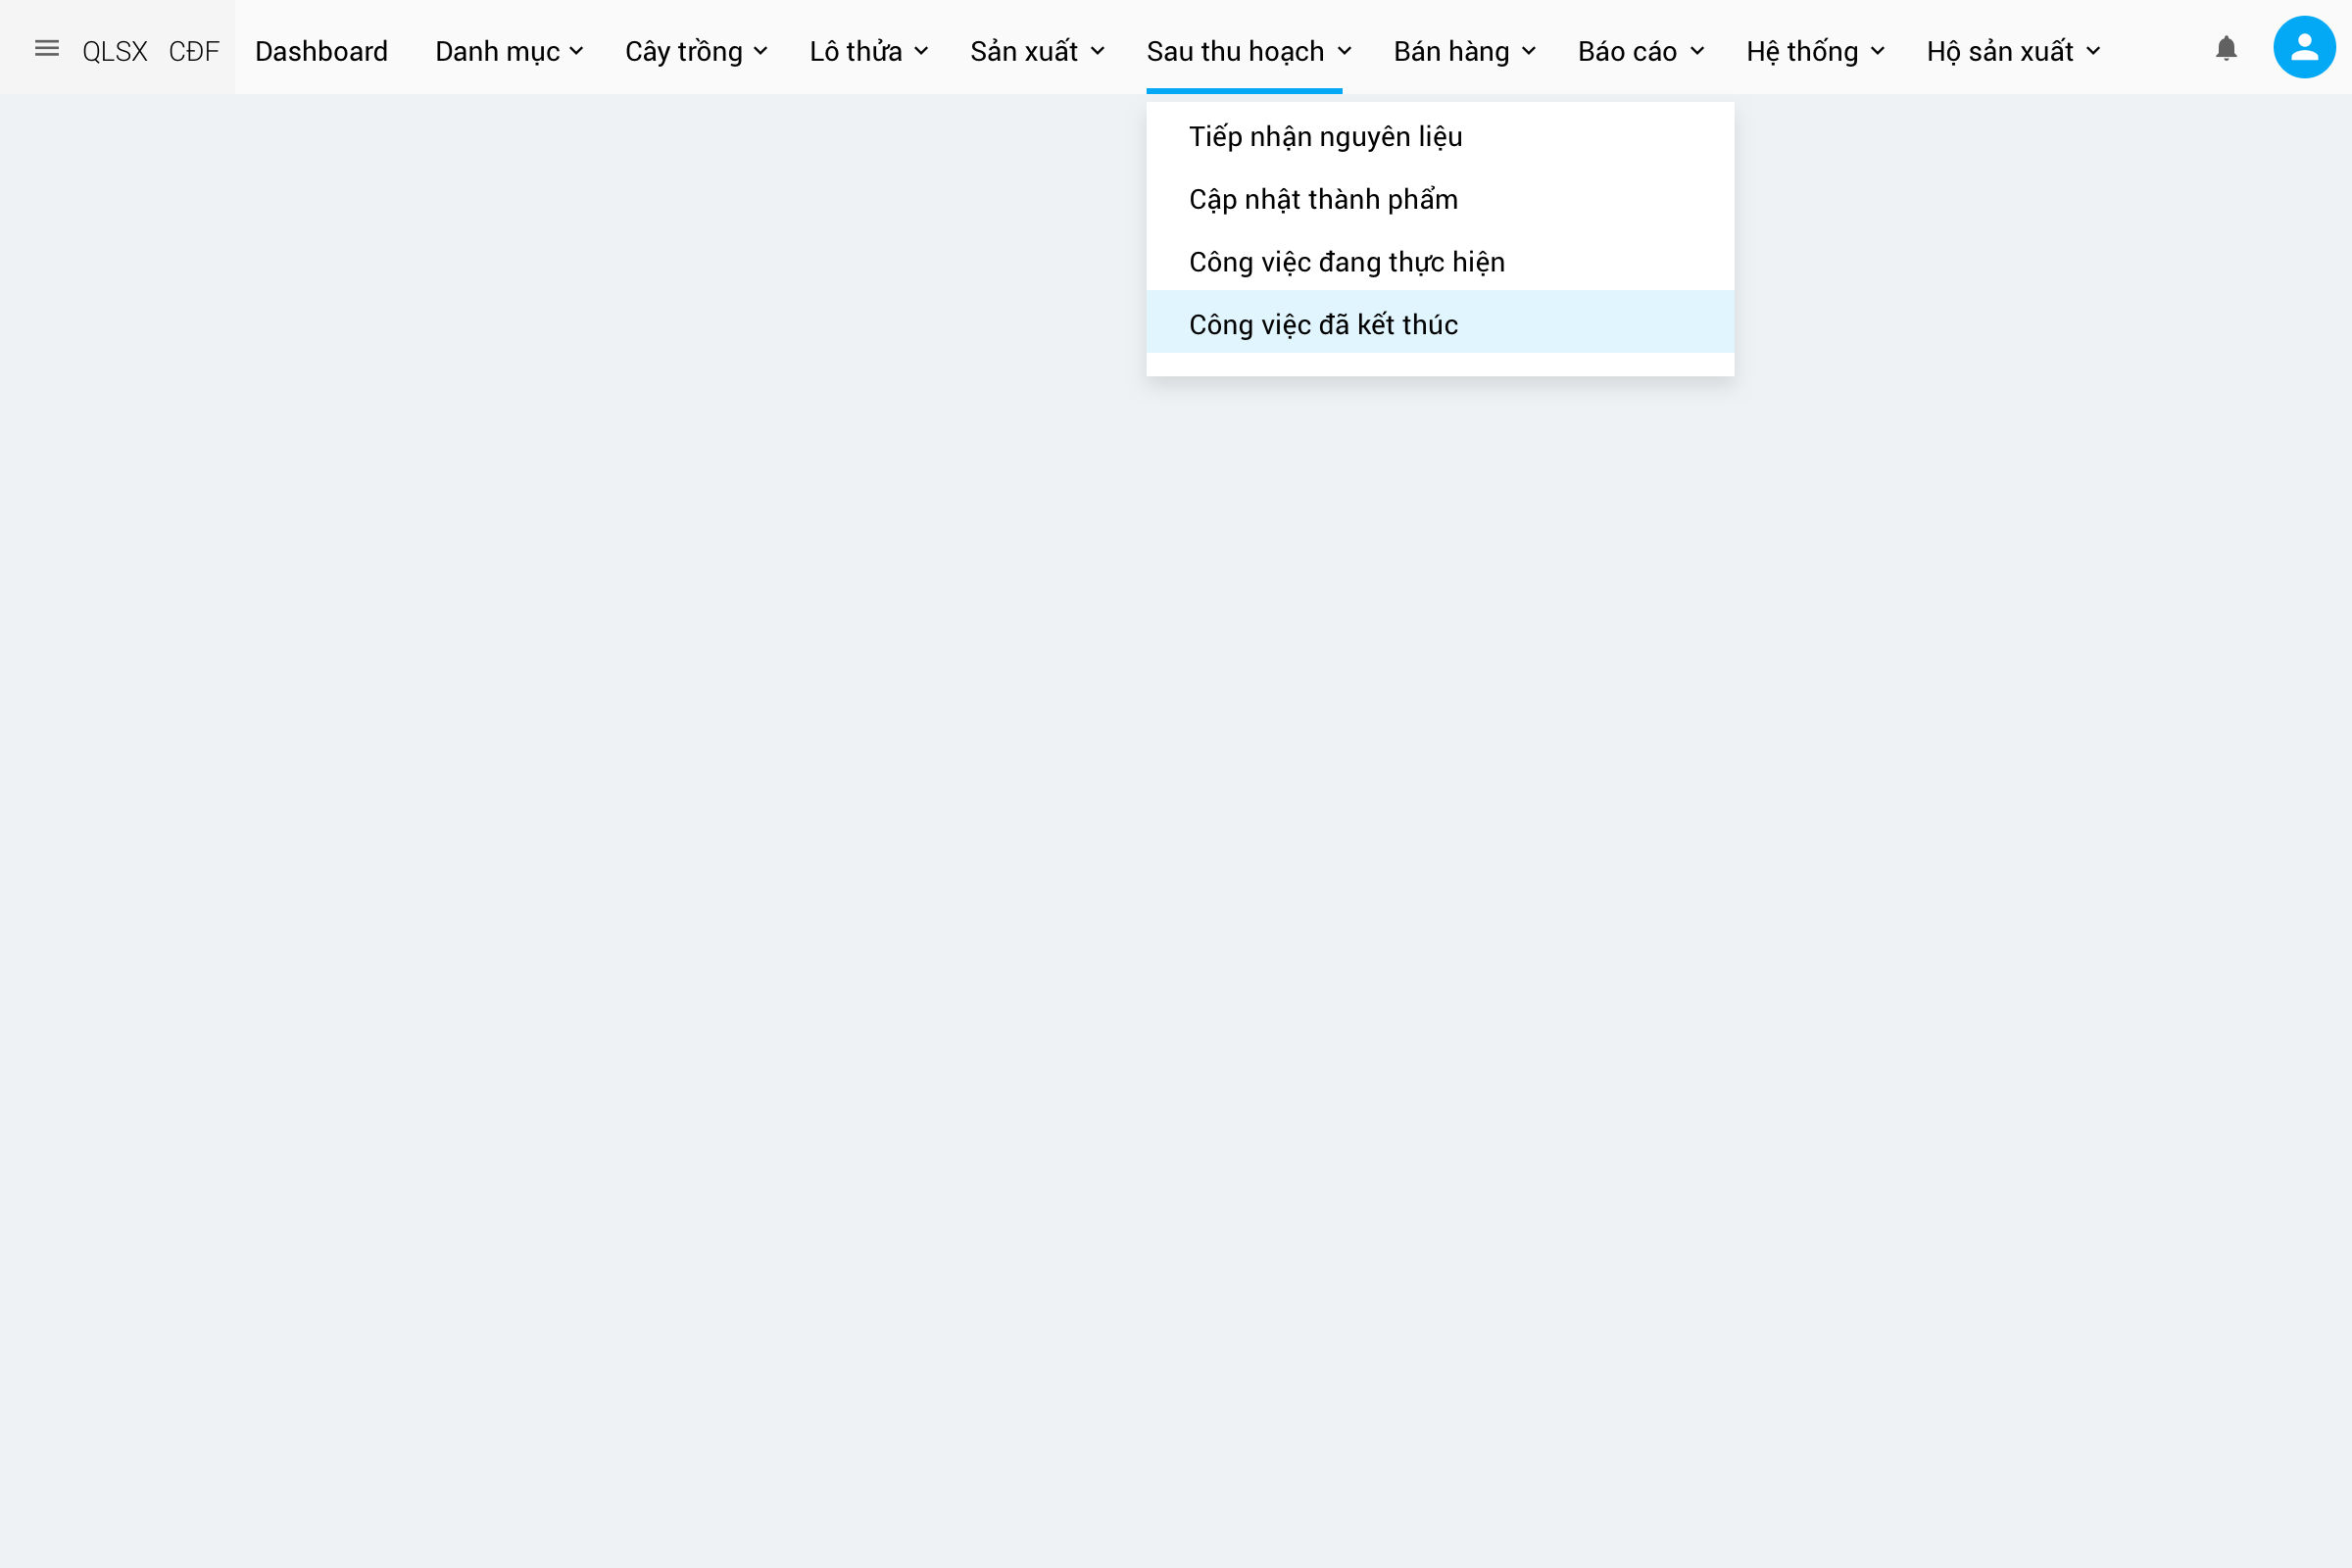 QLSX CĐF Dashboard Danh mục Cây trồng Lô thửa Sản xuất Sau thu hoạch Bán hàng Báo cáo Hệ thống Hộ sản xuất
Tiếp nhận nguyên liệu
Cập nhật thành phẩm
Công việc đang thực hiện
Công việc đã kết thúc